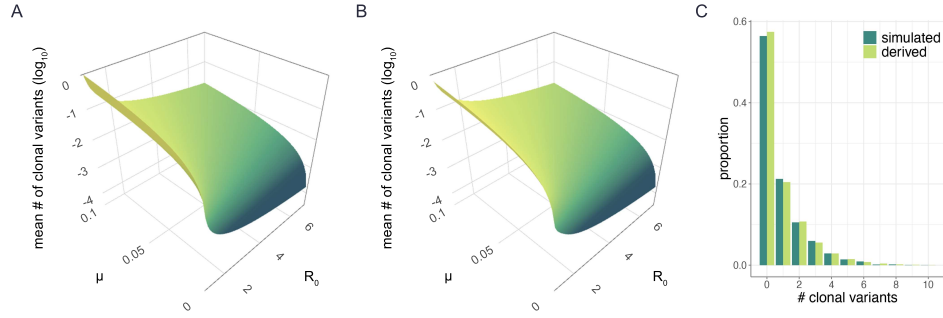 A
mean # of clonal variants (log10)
0
-1
-2
-3
-4
0.1
0.05
μ
0
2
4
6
R0
B
mean # of clonal variants (log10)
0
-1
-2
-3
-4
0.1
0.05
μ
0
2
4
6
R0
C
proportion
0.6
0.4
0.2
0.0
simulated
derived
0 2 4 6 8 10
# clonal variants